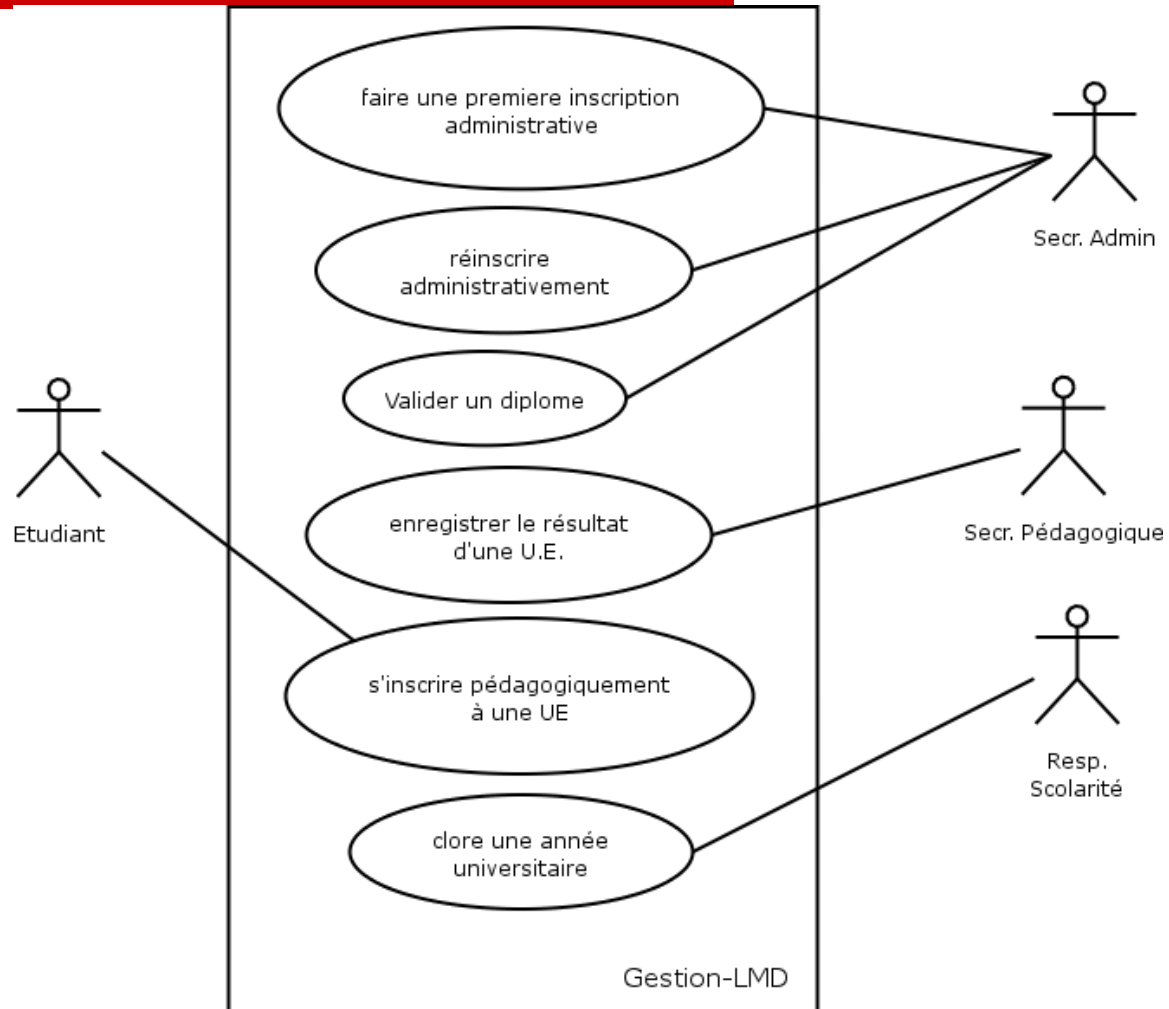 faire une premiere inscription
administrative
Secr. Admin
réinscrire
administrativement
Valider un diplome
Etudiant
enregistrer le résultat
d'une U.E.
Secr. Pédagogique
s'inscrire pédagogiquement
à une UE
Resp.
Scolarité
clore une année
universitaire
Gestion-LMD